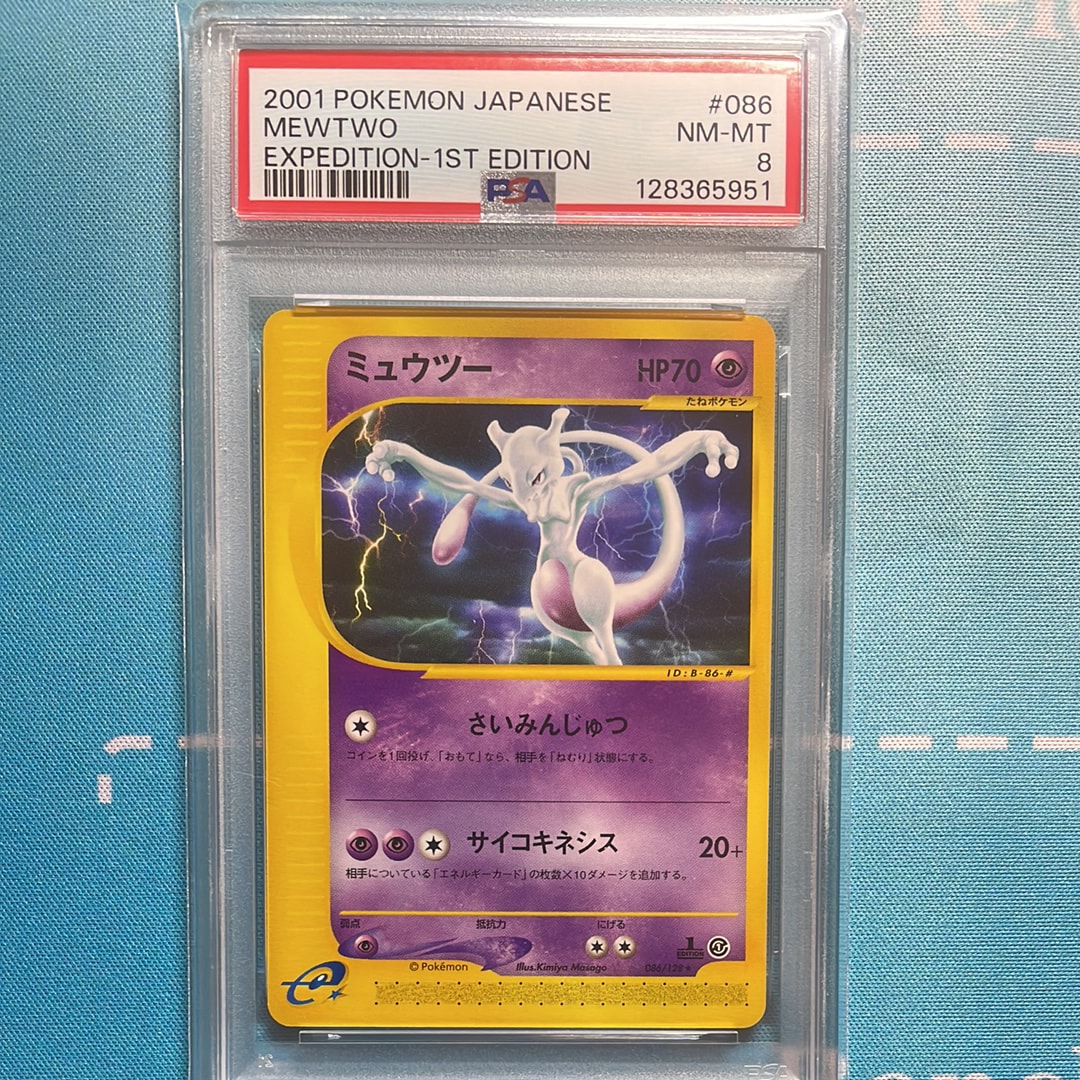 2001 POKEMON JAPANESE #086
MEWTWO NM-MT
EXPEDITION-1ST EDITION 8
PSA 128365951
ミュウツー HP70
たねポケモン
ID:B-86-#
さいみんじゅつ
コインを1回投げ、「おもて」なら、相手を「ねむり」状態にする。
サイコキネシス 20+
相手についている「エネルギーカード」の枚数×10ダメージを追加する。
弱点 抵抗力 にげる
1 EDITION
©Pokémon Illus.Kimiya Masago 086/128★
e